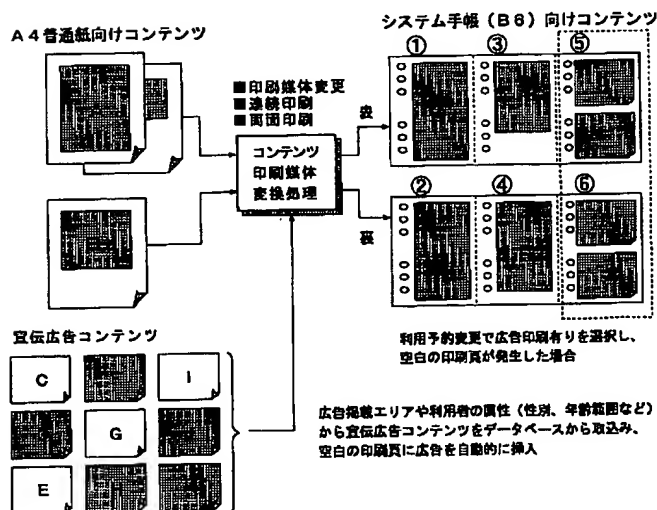 A4普通紙向けコンテンツ
システム手帳(B6)向けコンテンツ
① ③ ⑤
■印刷媒体変更
■連続印刷
■両面印刷
表
コンテンツ
印刷媒体
変換処理
裏
② ④ ⑥
利用予約変更で広告印刷有りを選択し、
空白の印刷頁が発生した場合
宣伝広告コンテンツ
C I
G
E
広告掲載エリアや利用者の属性(性別、年齢範囲など)
から宣伝広告コンテンツをデータベースから取込み、
空白の印刷頁に広告を自動的に挿入